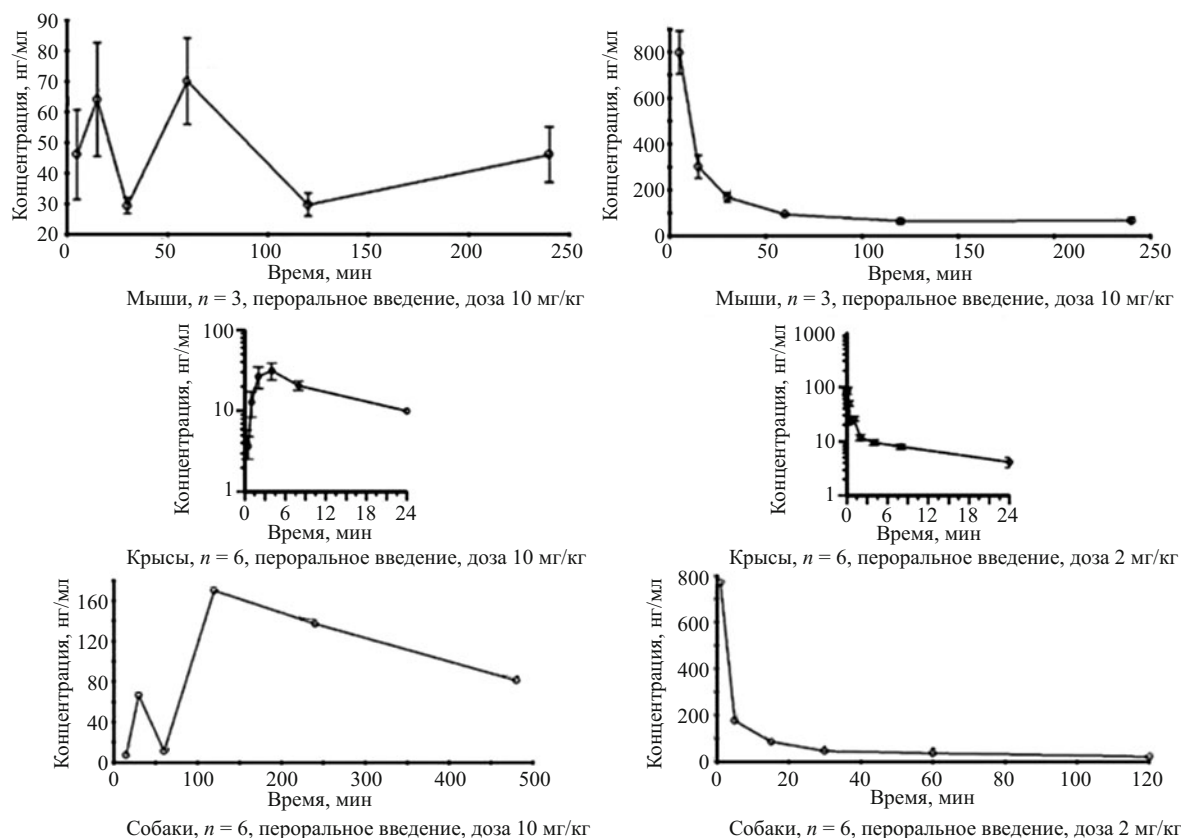 Концентрация, нг/мл
90
80
70
60
50
40
30
20
0 50 100 150 200 250
Время, мин
Мыши, n = 3, пероральное введение, доза 10 мг/кг
Концентрация, нг/мл
800
600
400
200
0
0 50 100 150 200 250
Время, мин
Мыши, n = 3, пероральное введение, доза 10 мг/кг
Концентрация, нг/мл
100
10
1
0 6 12 18 24
Время, мин
Крысы, n = 6, пероральное введение, доза 10 мг/кг
Концентрация, нг/мл
1000
100
10
1
0 6 12 18 24
Время, мин
Крысы, n = 6, пероральное введение, доза 2 мг/кг
Концентрация, нг/мл
160
120
80
40
0
0 100 200 300 400 500
Время, мин
Собаки, n = 6, пероральное введение, доза 10 мг/кг
Концентрация, нг/мл
800
600
400
200
0
0 20 40 60 80 100 120
Время, мин
Собаки, n = 6, пероральное введение, доза 2 мг/кг